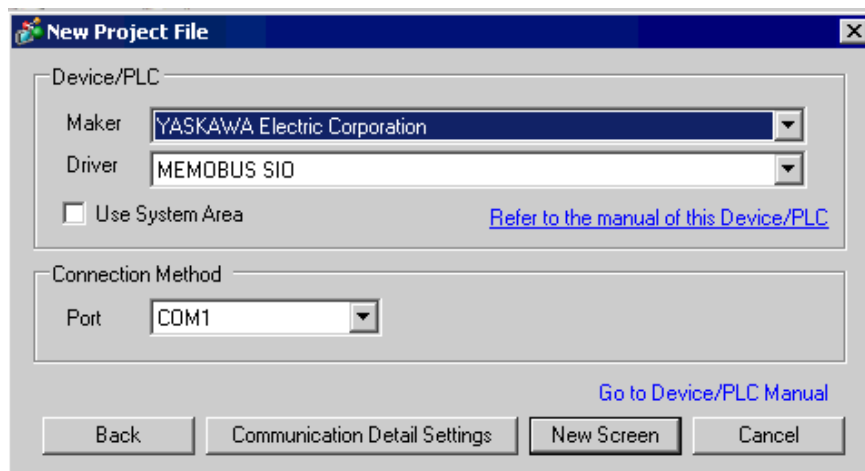 New Project File
Device/PLC
Maker YASKAWA Electric Corporation
Driver MEMOBUS SIO
Use System Area Refer to the manual of this Device/PLC
Connection Method
Port COM1
Go to Device/PLC Manual
Back Communication Detail Settings New Screen Cancel